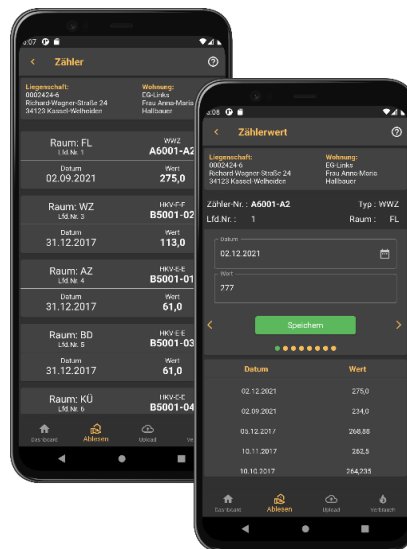 Zähler
Liegenschaft:
0002424-6
Richard-Wagner-Straße 24
34123 Kassel-Welheiden
Wohnung:
EG-Links
Frau Anna-Maria
Hallbauer
Raum: FL
Lfd.Nr. 1
WWZ
A6001-A2
Datum
02.09.2021
Wert
275,0
Raum: WZ
Lfd.Nr. 3
HKV-E-E
B5001-02
Datum
31.12.2017
Wert
113,0
Raum: AZ
Lfd.Nr. 4
HKV-E-E
B5001-01
Datum
31.12.2017
Wert
61,0
Raum: BD
Lfd.Nr. 5
HKV-E-E
B5001-03
Datum
31.12.2017
Wert
61,0
Raum: KÜ
Lfd.Nr. 6
HKV-E-E
B5001-04
Dashboard
Ablesen
Upload
Zählerwert
Liegenschaft:
0002424-6
Richard-Wagner-Straße 24
34123 Kassel-Welheiden
Wohnung:
EG-Links
Frau Anna-Maria
Hallbauer
Zähler-Nr. : A6001-A2 Typ : WWZ
Lfd.Nr. : 1 Raum : FL
Datum
02.12.2021
Wert
277
Speichern
Datum Wert
02.12.2021 275,0
02.09.2021 234,0
05.12.2017 268,88
10.11.2017 262,5
10.10.2017 264,235
Dashboard
Ablesen
Upload
Verbrauch